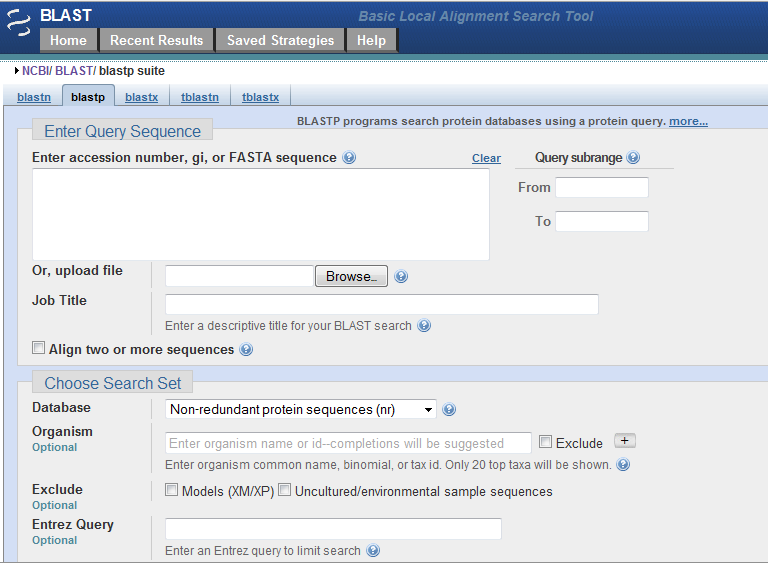 BLAST
Basic Local Alignment Search Tool
Home Recent Results Saved Strategies Help
NCBI/ BLAST/ blastp suite
blastn blastp blastx tblastn tblastx
BLASTP programs search protein databases using a protein query. more...
Enter Query Sequence
Enter accession number, gi, or FASTA sequence ? Clear Query subrange ?
From
To
Or, upload file Browse... ?
Job Title
Enter a descriptive title for your BLAST search ?
Align two or more sequences ?
Choose Search Set
Database Non-redundant protein sequences (nr) ?
Organism
Optional
Enter organism name or id--completions will be suggested Exclude +
Enter organism common name, binomial, or tax id. Only 20 top taxa will be shown. ?
Exclude
Optional
Models (XM/XP) Uncultured/environmental sample sequences
Entrez Query
Optional
Enter an Entrez query to limit search ?